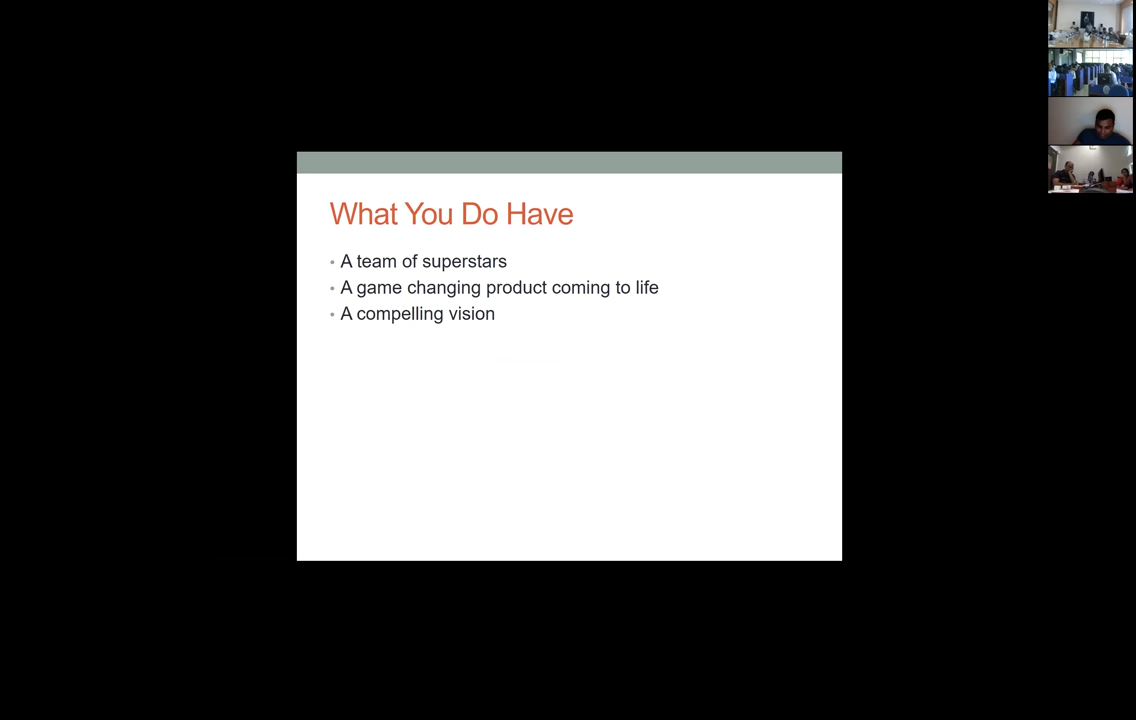 What You Do Have
• A team of superstars
• A game changing product coming to life
• A compelling vision